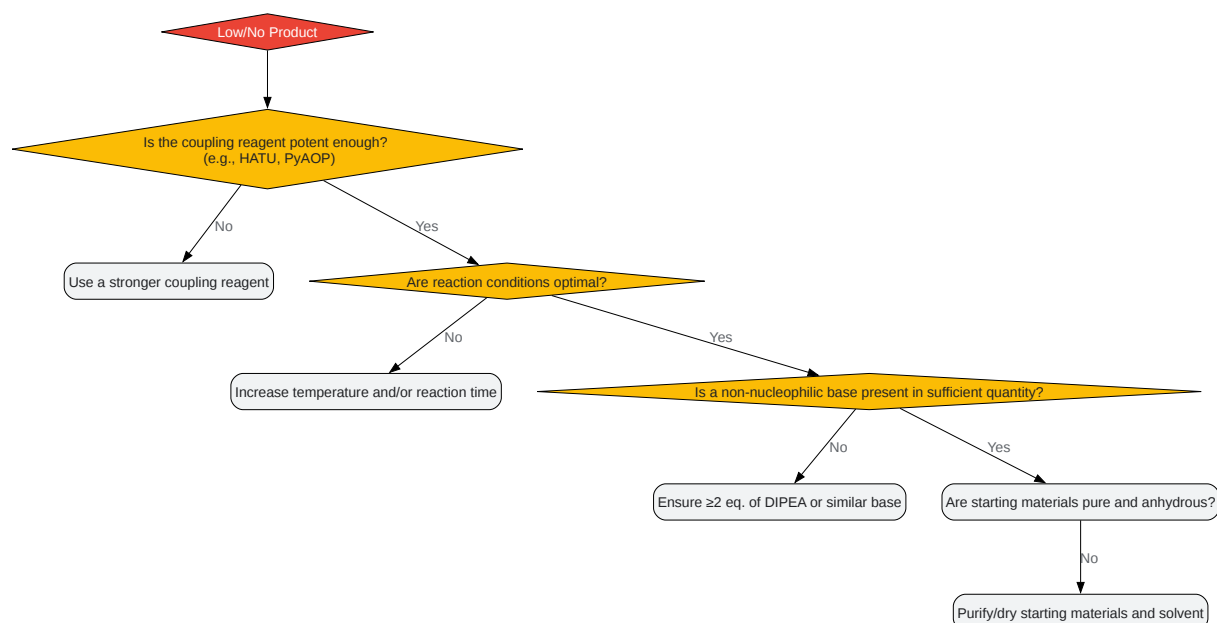 Low/No Product
Is the coupling reagent potent enough?
(e.g., HATU, PyAOP)
No
Yes
Use a stronger coupling reagent
Are reaction conditions optimal?
No
Yes
Increase temperature and/or reaction time
Is a non-nucleophilic base present in sufficient quantity?
No
Yes
Ensure ≥2 eq. of DIPEA or similar base
Are starting materials pure and anhydrous?
No
Purify/dry starting materials and solvent